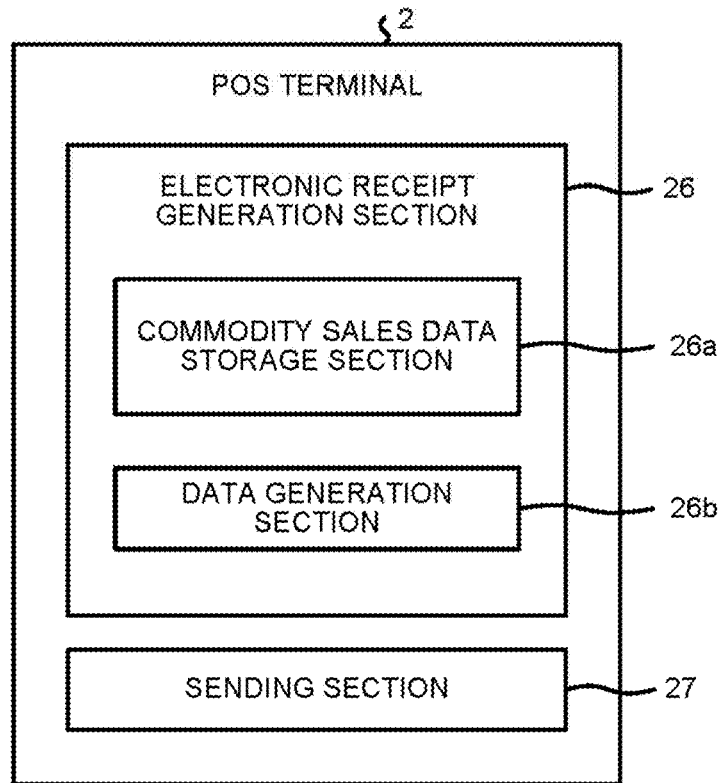 2
POS TERMINAL
ELECTRONIC RECEIPT
GENERATION SECTION
26
COMMODITY SALES DATA
STORAGE SECTION
26a
DATA GENERATION
SECTION
26b
SENDING SECTION
27